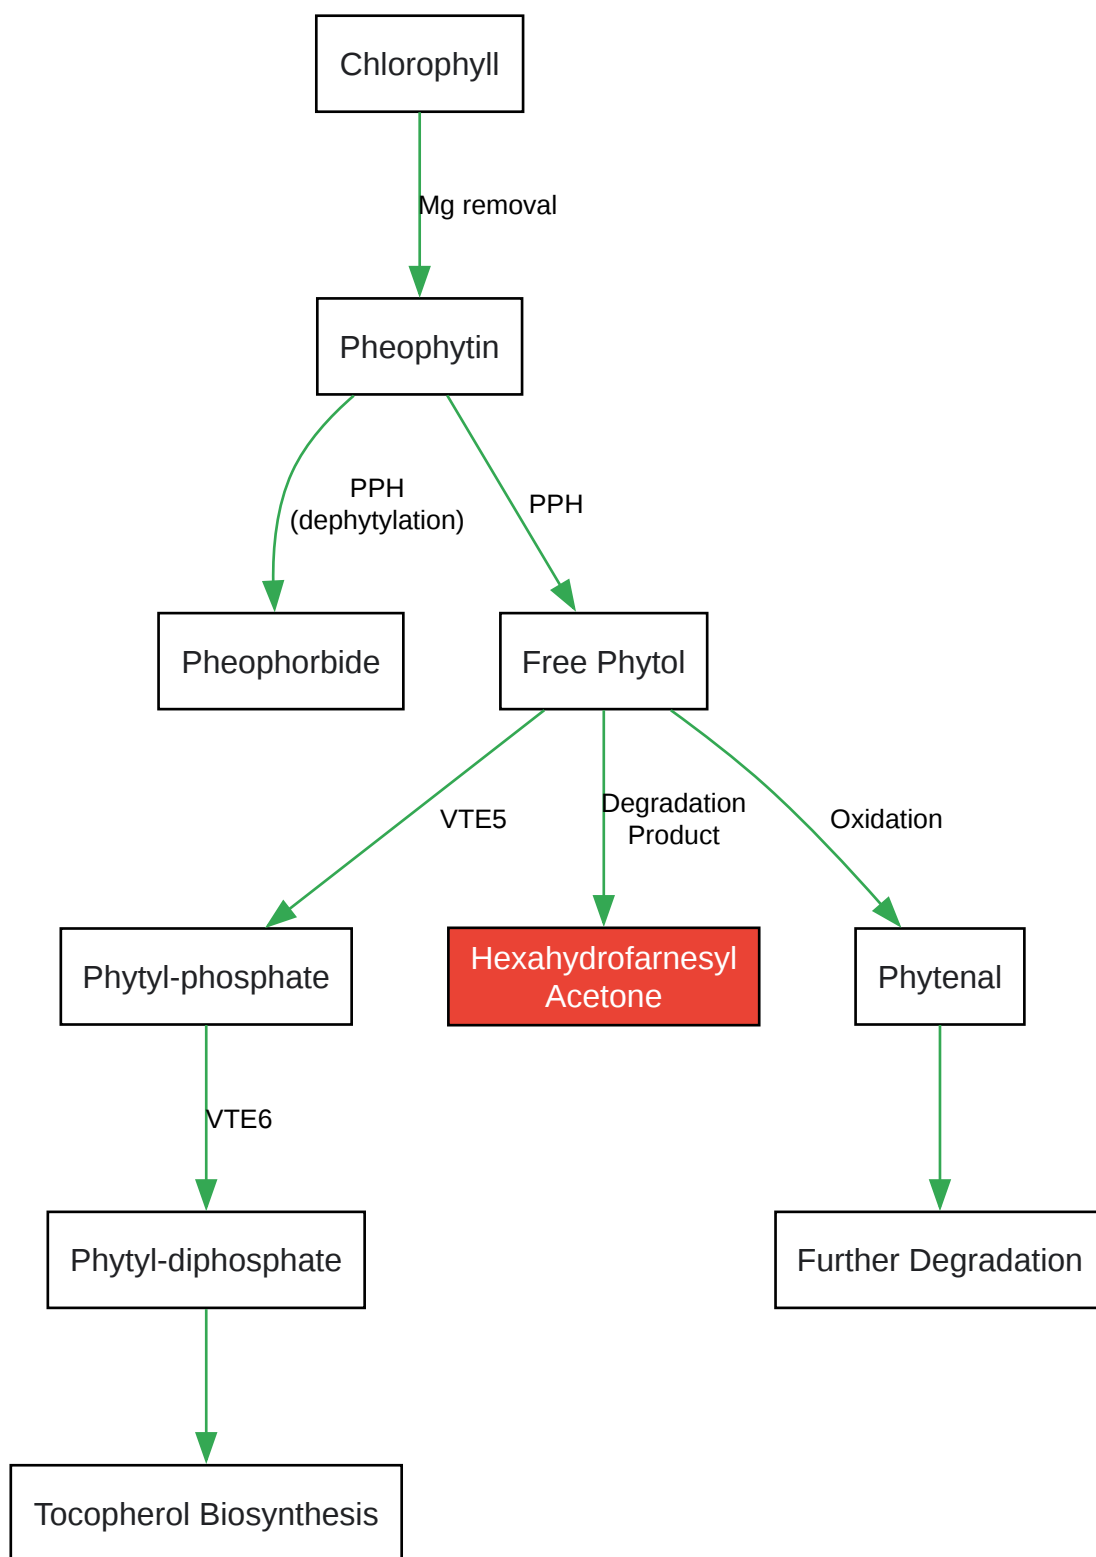 Chlorophyll
Mg removal
Pheophytin
PPH
(dephytylation)
PPH
Pheophorbide
Free Phytol
VTE5
Degradation
Product
Oxidation
Phytyl-phosphate
Hexahydrofarnesyl
Acetone
Phytenal
VTE6
Phytyl-diphosphate
Further Degradation
Tocopherol Biosynthesis